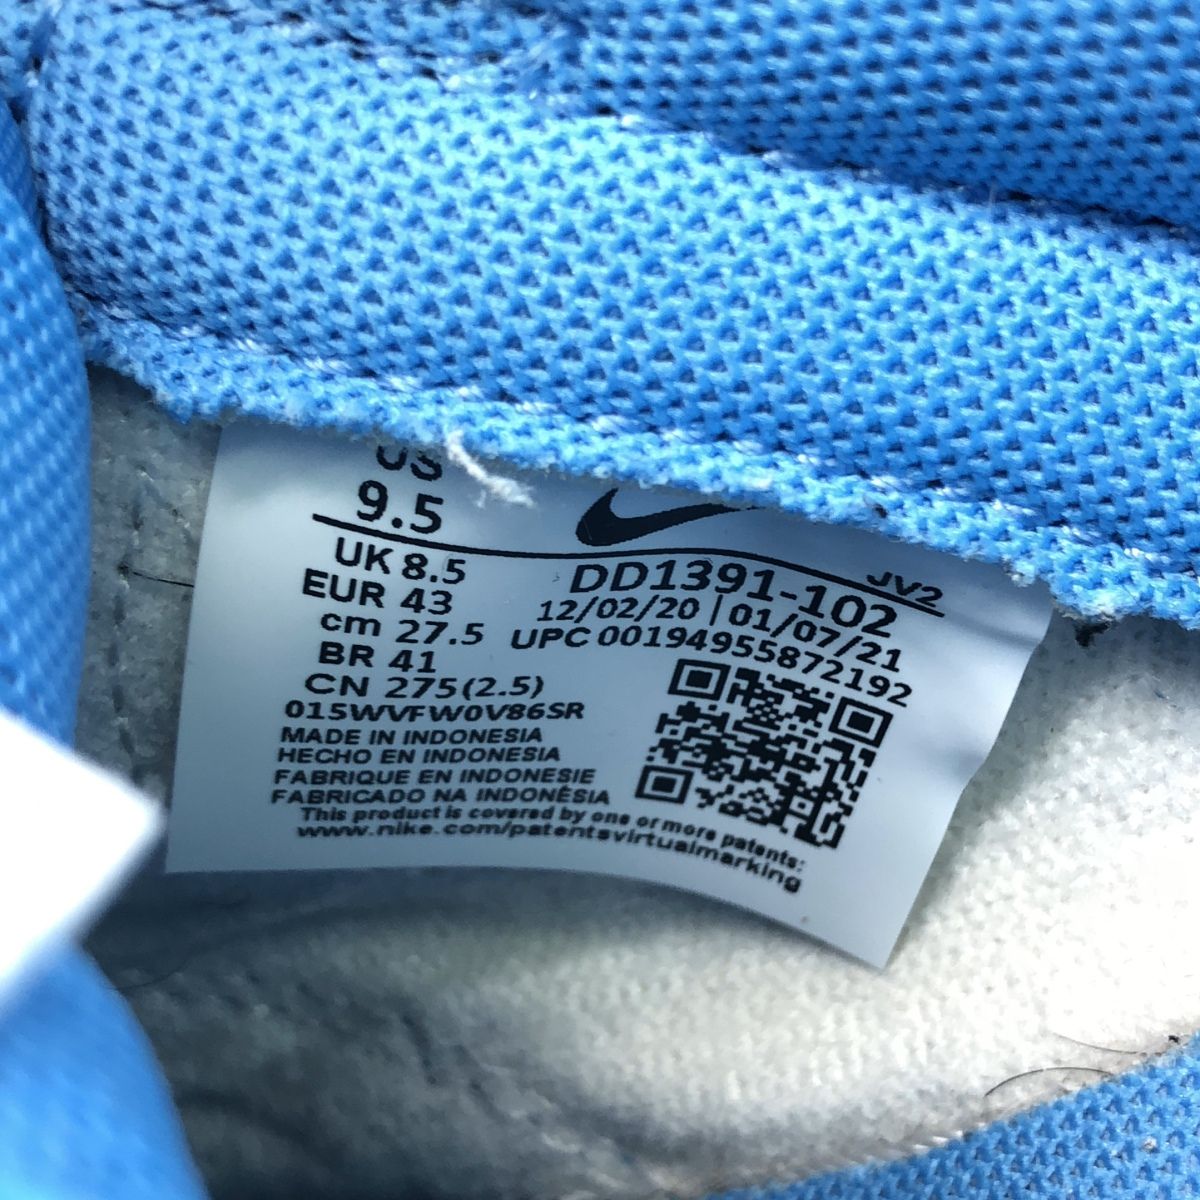 US
9.5
UK 8.5
EUR 43
cm 27.5
BR 41
CN 275(2.5)
JV2
DD1391-102
12/02/20 | 01/07/21
UPC 00194955872192
015WVFW0V86SR
MADE IN INDONESIA
HECHO EN INDONESIA
FABRIQUE EN INDONESIE
FABRICADO NA INDONÉSIA
This product is covered by one or more patents:
www.nike.com/patentsvirtualmarking